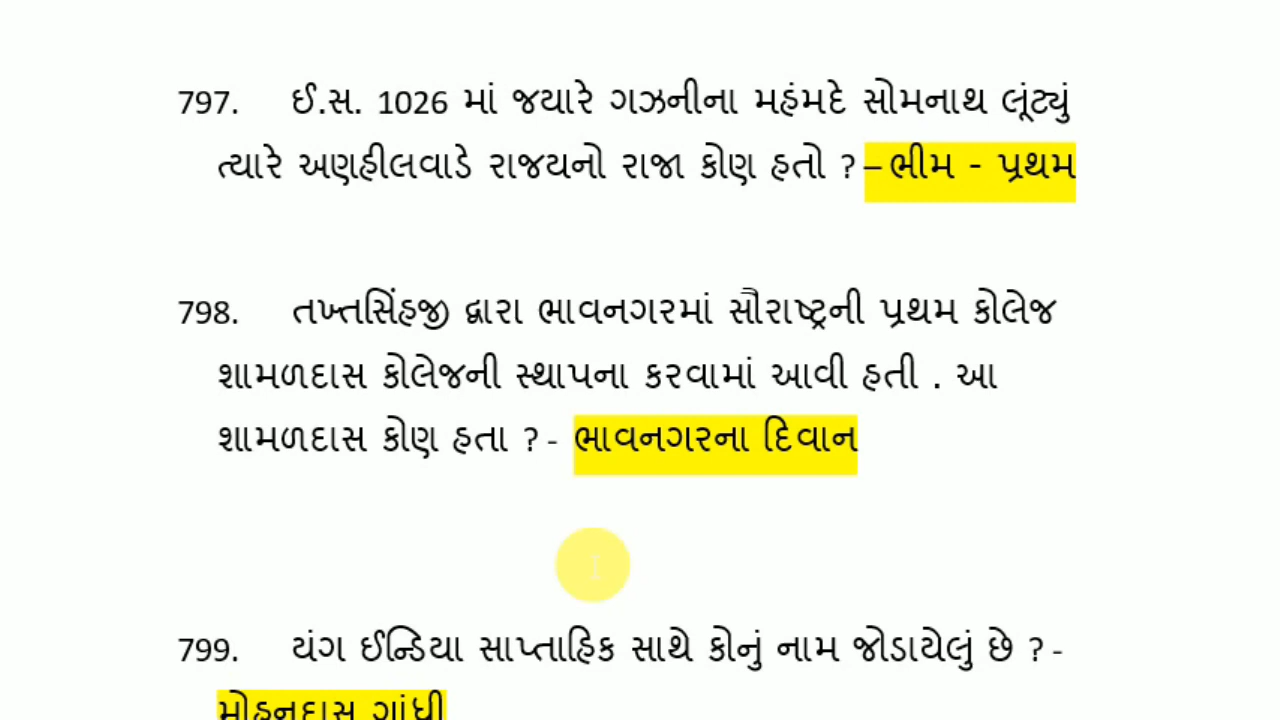 797. ઈ.સ. 1026 માં જયારે ગઝનીના મહંમદે સોમનાથ લૂંટ્યું
ત્યારે અણહીલવાડે રાજયનો રાજા કોણ હતો ? – ભીમ - પ્રથમ
798. તખ્તસિંહજી દ્વારા ભાવનગરમાં સૌરાષ્ટ્રની પ્રથમ કોલેજ
શામળદાસ કોલેજની સ્થાપના કરવામાં આવી હતી . આ
શામળદાસ કોણ હતા ? - ભાવનગરના દિવાન
799. યંગ ઈન્ડિયા સાપ્તાહિક સાથે કોનું નામ જોડાયેલું છે ? -
મોહનદાસ ગાંધી